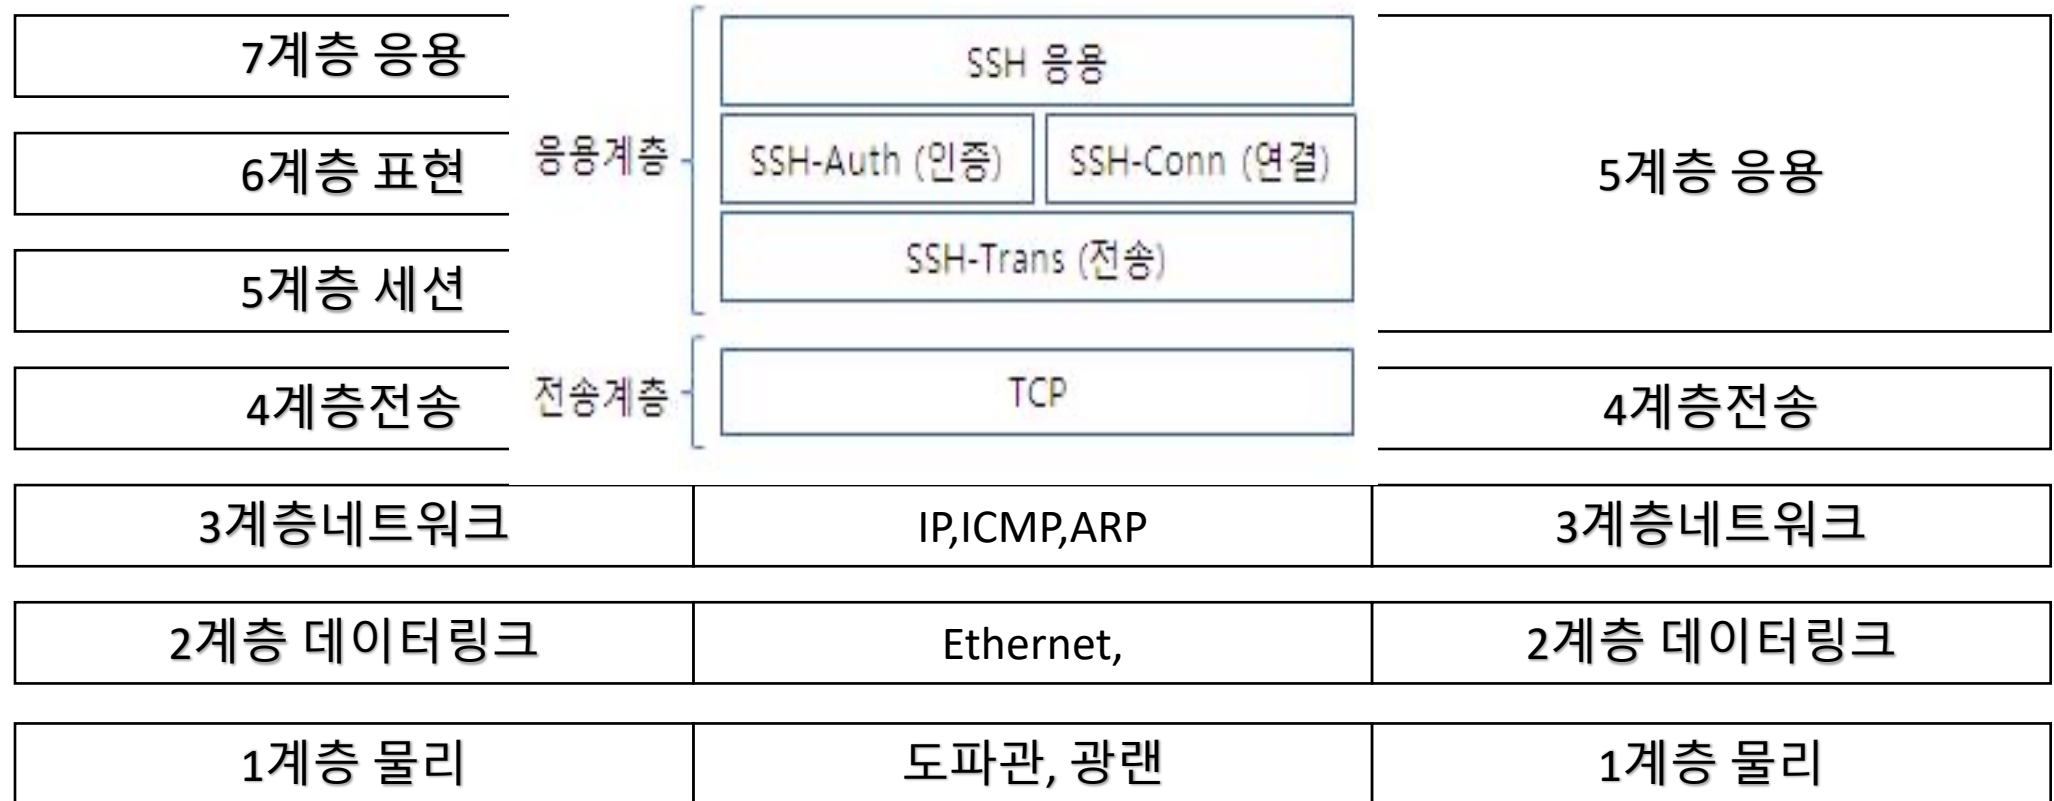 7계층 응용
SSH 응용
응용계층
6계층 표현
SSH-Auth (인증)
SSH-Conn (연결)
5계층 응용
5계층 세션
SSH-Trans (전송)
4계층전송
전송계층
TCP
4계층전송
3계층네트워크
IP,ICMP,ARP
3계층네트워크
2계층 데이터링크
Ethernet,
2계층 데이터링크
1계층 물리
도파관, 광랜
1계층 물리